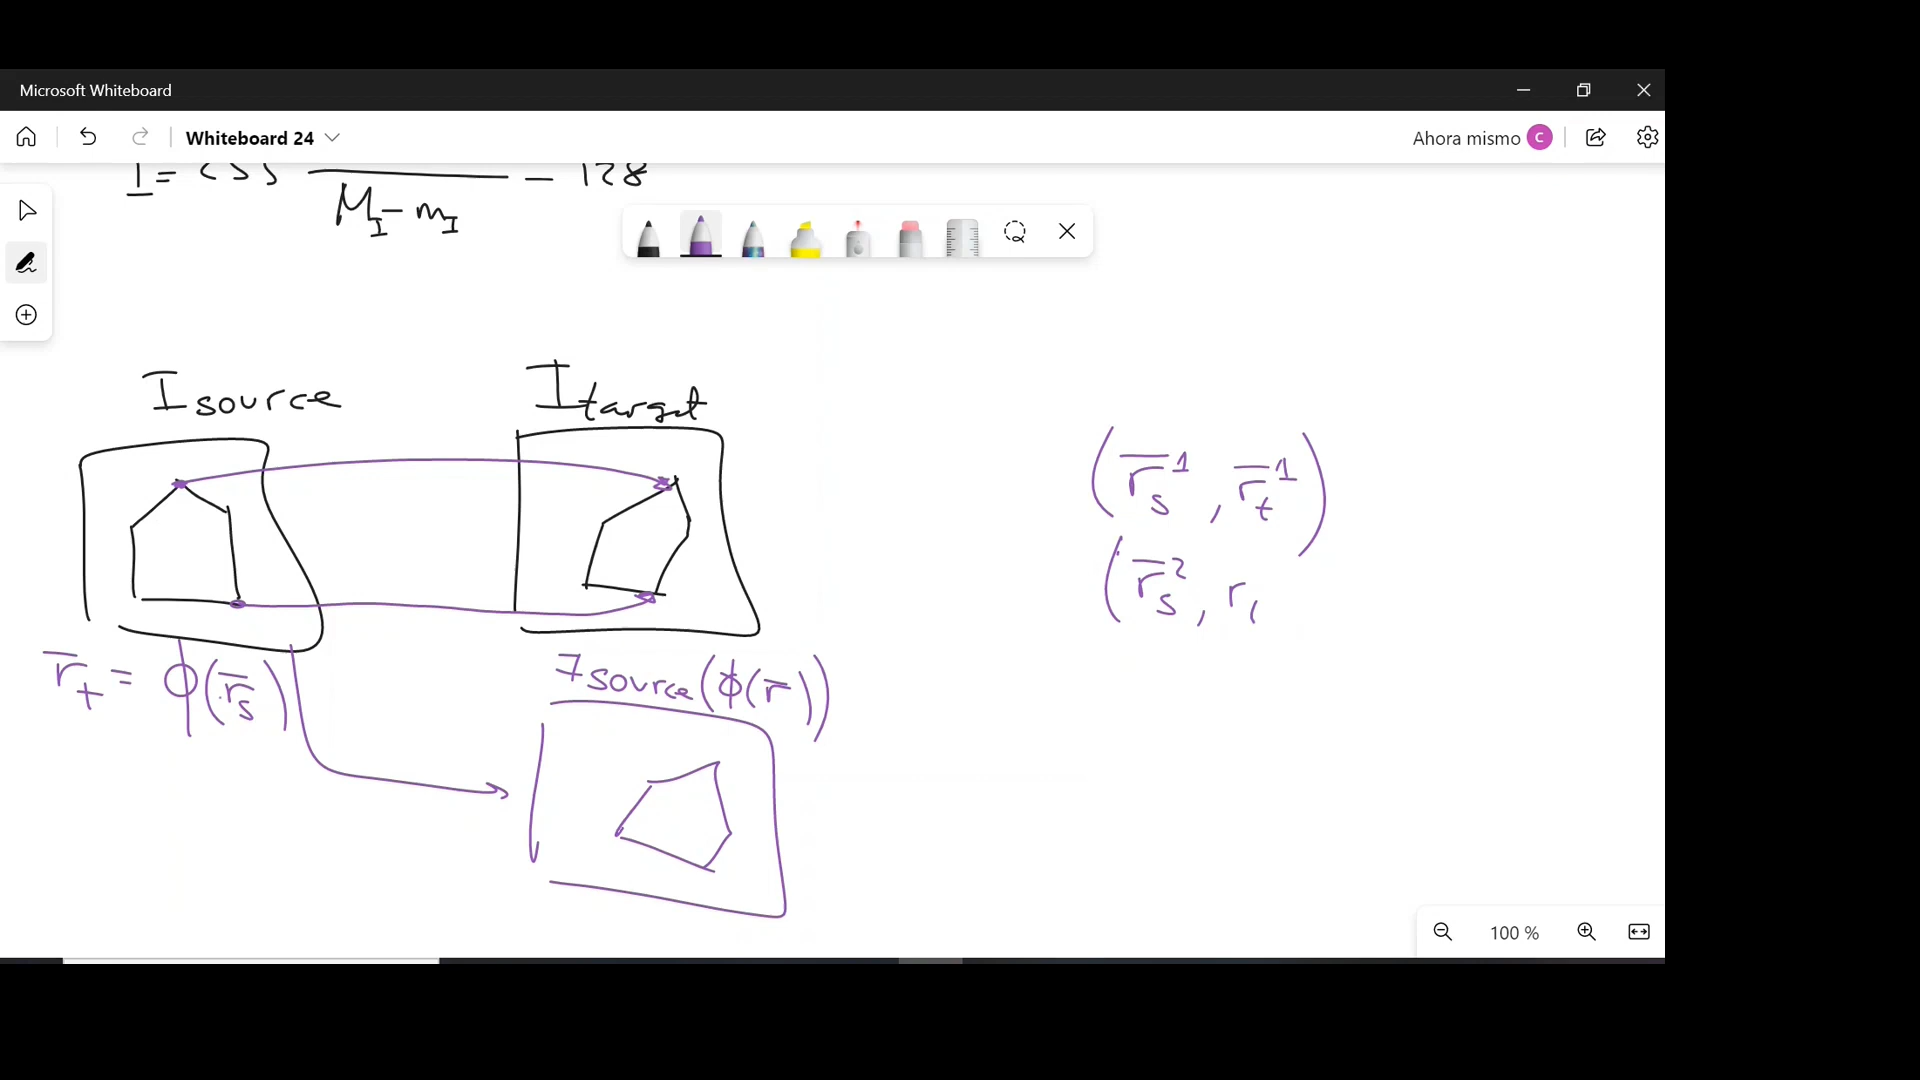 Microsoft Whiteboard
Whiteboard 24
Ahora mismo C
M_I - m_I
- 128
I source
I target
(r̅_s^1, r̅_t^1)
(r̅_s^2, r
r̅_t = ϕ(r̅_s)
source(ϕ(r̅))
100 %